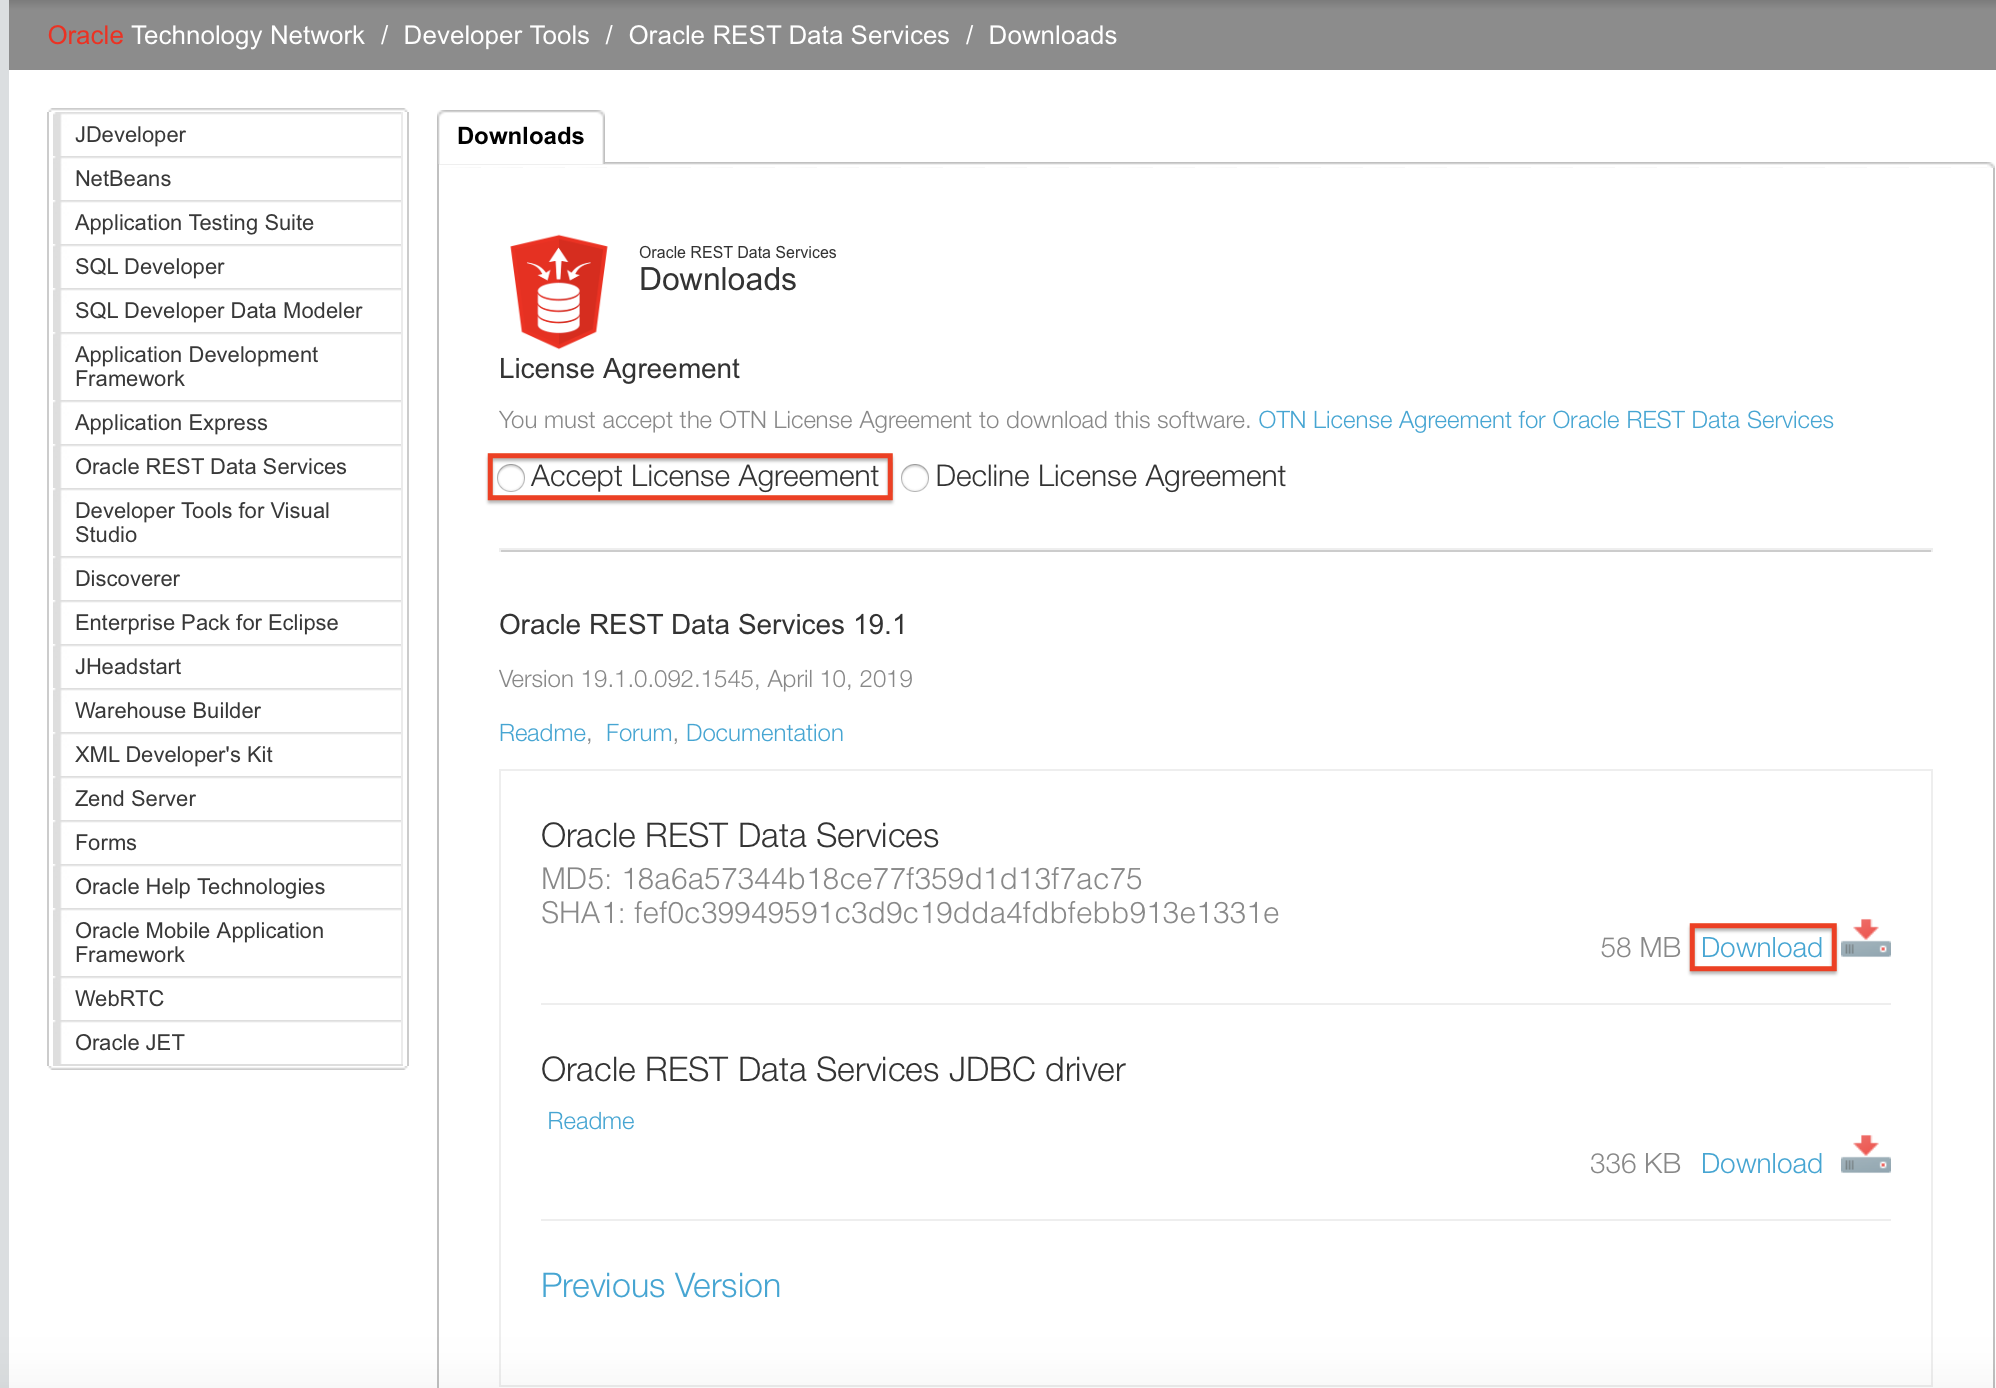 Oracle Technology Network / Developer Tools / Oracle REST Data Services / Downloads
JDeveloper
NetBeans
Application Testing Suite
SQL Developer
SQL Developer Data Modeler
Application Development
Framework
Application Express
Oracle REST Data Services
Developer Tools for Visual
Studio
Discoverer
Enterprise Pack for Eclipse
JHeadstart
Warehouse Builder
XML Developer's Kit
Zend Server
Forms
Oracle Help Technologies
Oracle Mobile Application
Framework
WebRTC
Oracle JET
Downloads
Oracle REST Data Services
Downloads
License Agreement
You must accept the OTN License Agreement to download this software. OTN License Agreement for Oracle REST Data Services
Accept License Agreement Decline License Agreement
Oracle REST Data Services 19.1
Version 19.1.0.092.1545, April 10, 2019
Readme, Forum, Documentation
Oracle REST Data Services
MD5: 18a6a57344b18ce77f359d1d13f7ac75
SHA1: fef0c39949591c3d9c19dda4fdbfebb913e1331e
58 MB Download
Oracle REST Data Services JDBC driver
Readme
336 KB Download
Previous Version